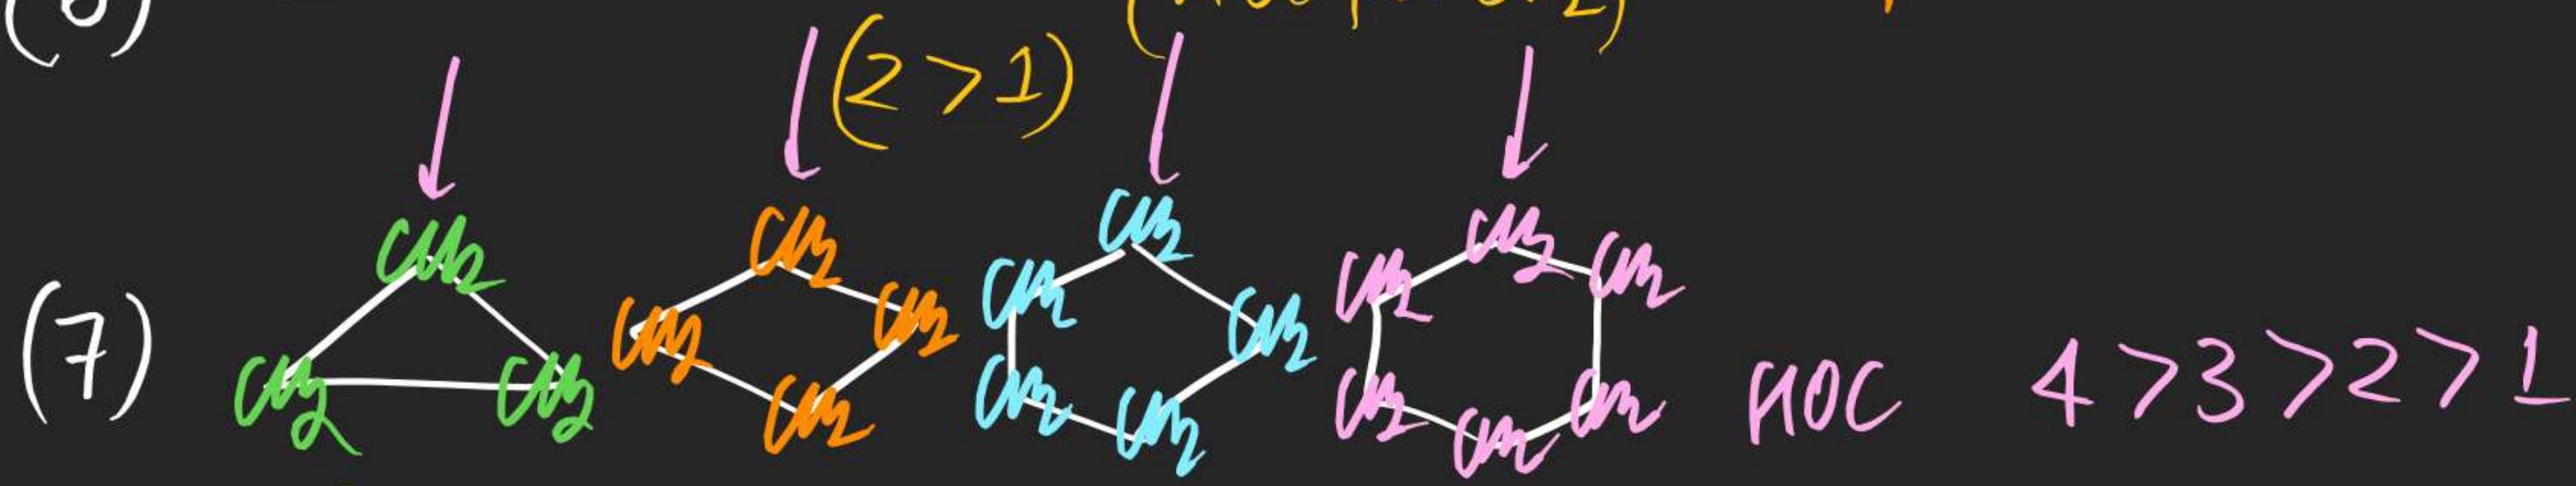 (2 > 1)
CH2 CH2 CH2
CH2 CH2 CH2 CH2
CH2 CH2 CH2 CH2 CH2
CH2 CH2 CH2 CH2 CH2 CH2
(7) HOC 4 > 3 > 2 > 1